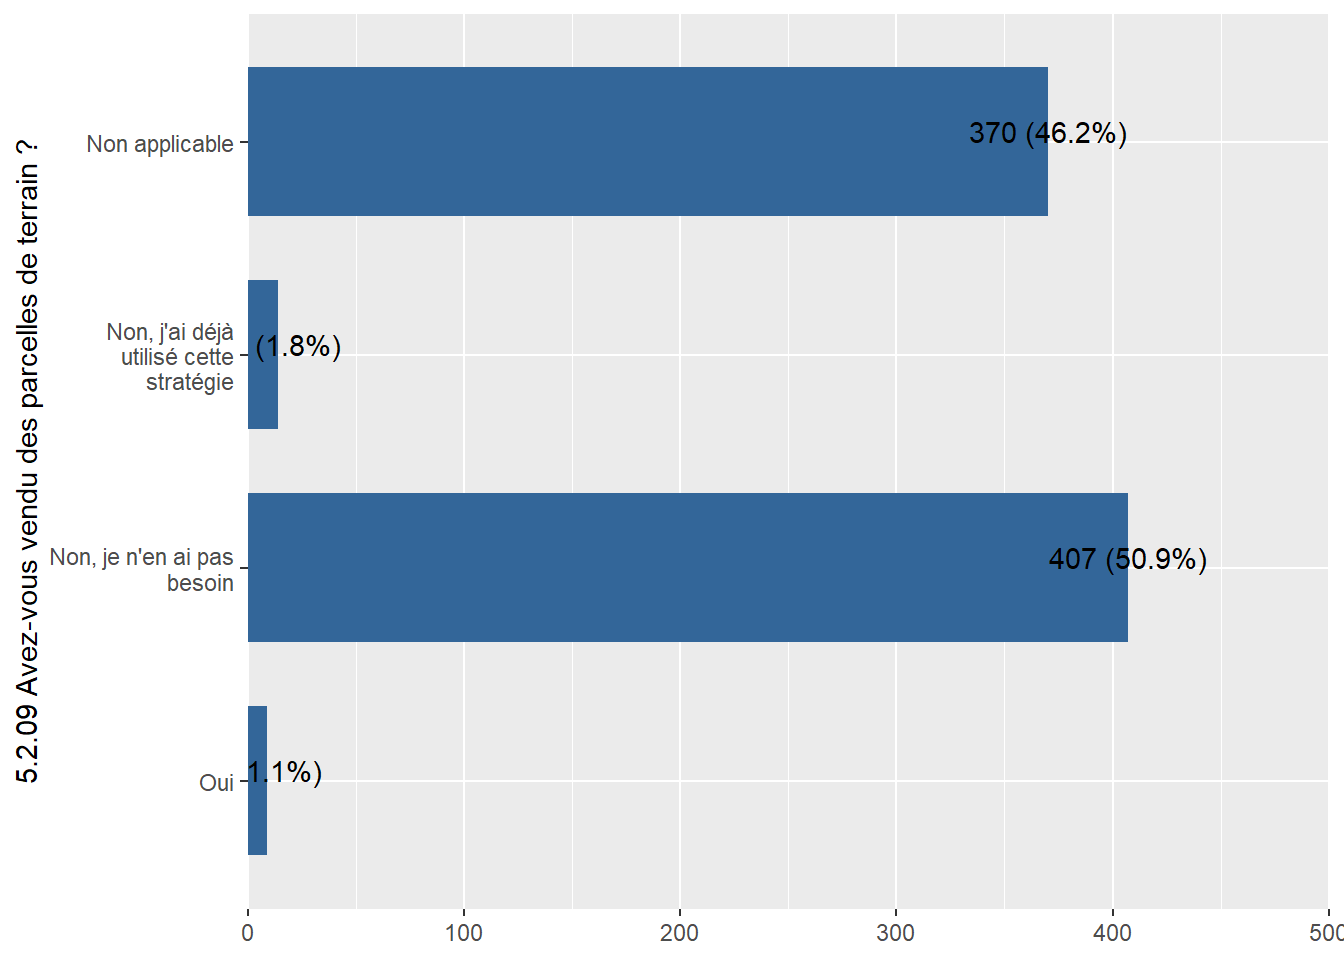 5.2.09 Avez-vous vendu des parcelles de terrain ?
Non applicable
370 (46.2%)
Non, j'ai déjà
utilisé cette
stratégie
(1.8%)
Non, je n'en ai pas
besoin
407 (50.9%)
Oui
1.1%)
0 100 200 300 400 500